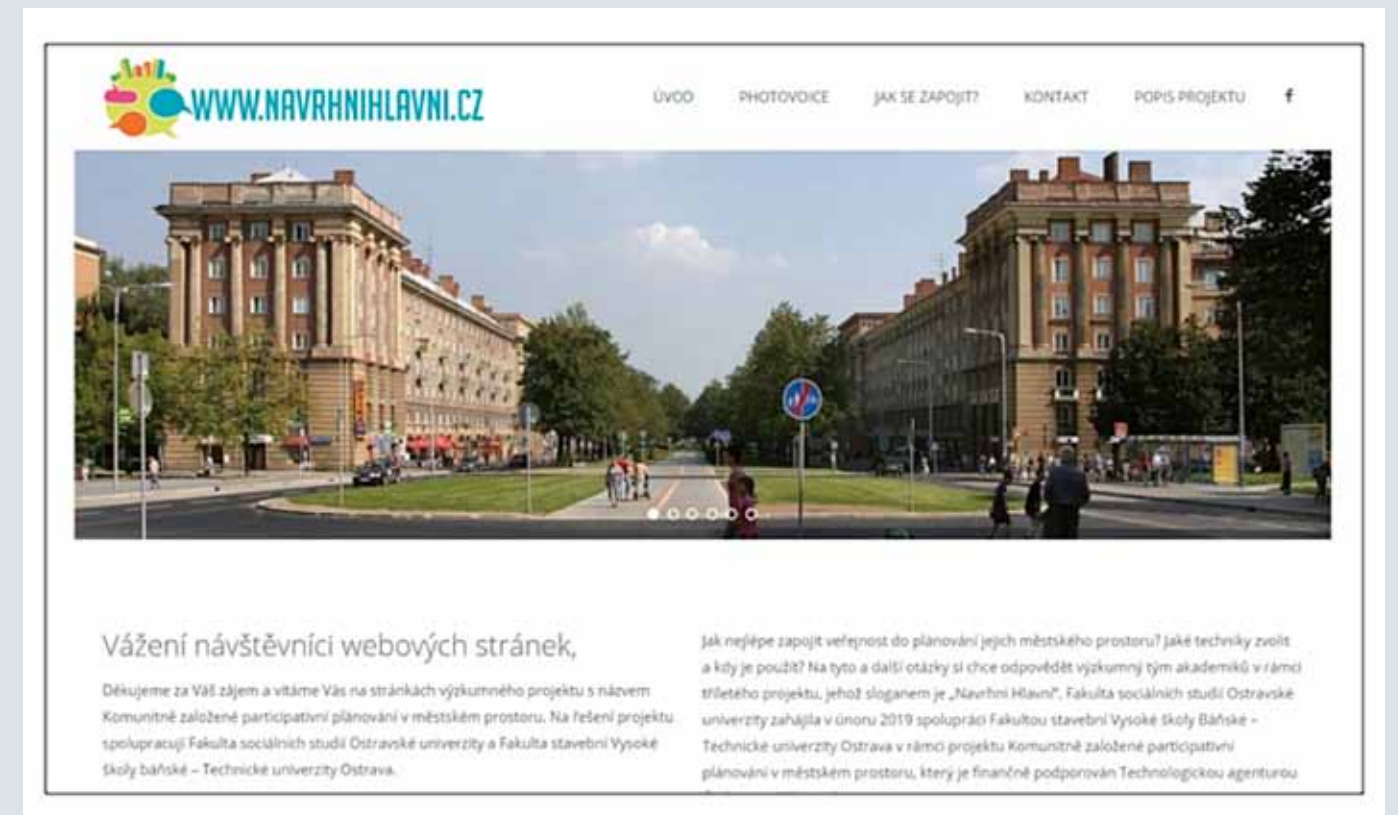 WWW.NAVRHNIHLAVNI.CZ
ÚVOD PHOTOVOICE JAK SE ZAPOJIT? KONTAKT POPIS PROJEKTU f
Vážení návštěvníci webových stránek,
Děkujeme za Váš zájem a vítáme Vás na stránkách výzkumného projektu s názvem
Komunitně založené participativní plánování v městském prostoru. Na řešení projektu
spolupracují Fakulta sociálních studií Ostravské univerzity a Fakulta stavební Vysoké
školy báňské – Technické univerzity Ostrava.
Jak nejlépe zapojit veřejnost do plánování jejich městského prostoru? Jaké techniky zvolit
a kdy je použít? Na tyto a další otázky si chce odpovědět výzkumný tým akademiků v rámci
tříletého projektu, jehož sloganem je „Navrhni Hlavní“. Fakulta sociálních studií Ostravské
univerzity zahájila v únoru 2019 spolupráci Fakultou stavební Vysoké školy Báňské –
Technické univerzity Ostrava v rámci projektu Komunitně založené participativní
plánování v městském prostoru, který je finančně podporován Technologickou agenturou